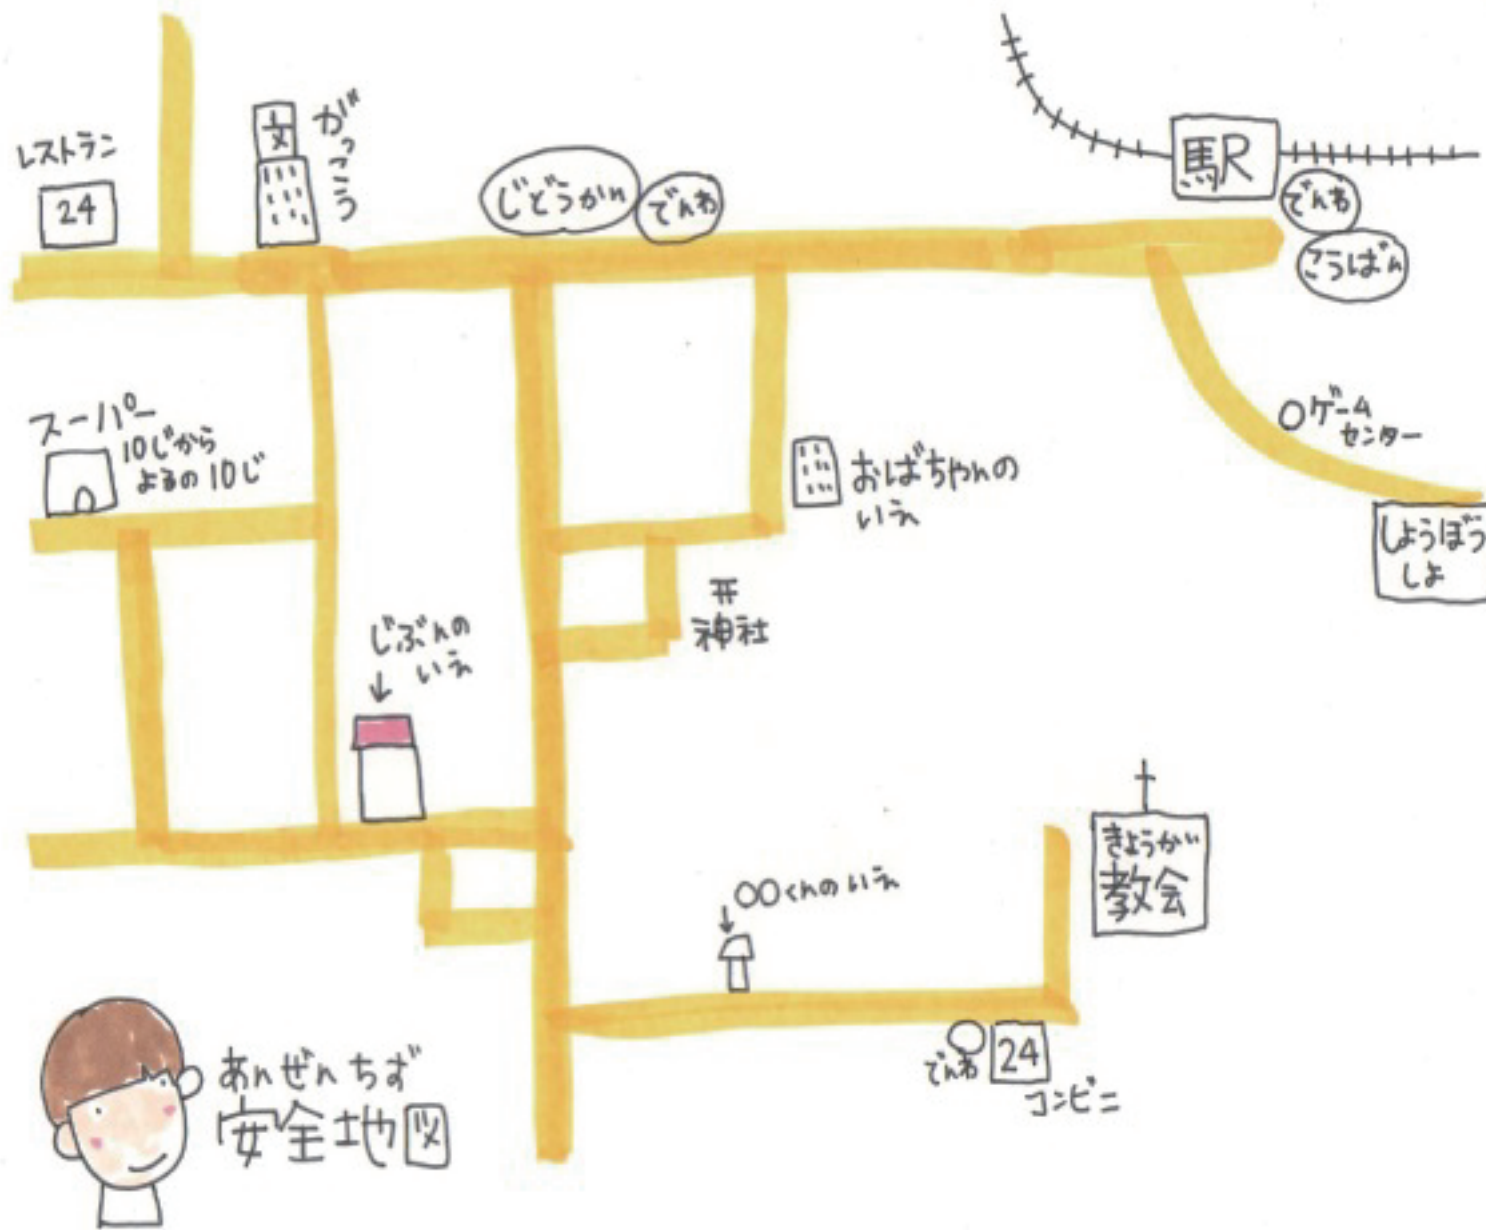 レストラン
24
文
がっこう
じどうかん
でんわ
駅
でんわ
こうばん
スーパー
10じから
よるの10じ
おばちゃんの
いえ
ゲーム
センター
しょうぼう
しょ
神社
じぶんの
いえ
きょうかい
教会
○○くんのいえ
でんわ
24
コンビニ
あんぜんちず
安全地図